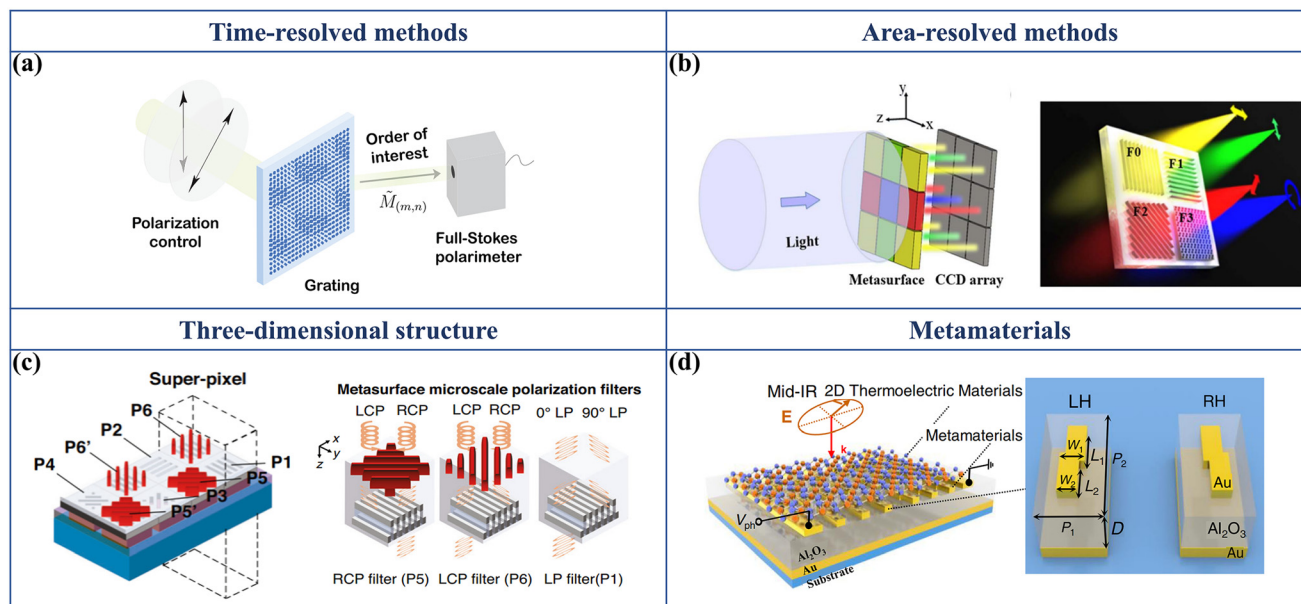 Time-resolved methods
Area-resolved methods
(a)
Polarization
control
Grating
Order of
interest
M̃(m,n)
Full-Stokes
polarimeter
(b)
y
z
x
Light
Metasurface
CCD array
F0
F1
F2
F3
Three-dimensional structure
Metamaterials
(c)
Super-pixel
P6
P2
P6'
P4
P1
P5
P3
P5'
Metasurface microscale polarization filters
LCP RCP
LCP RCP
0° LP 90° LP
x
y
z
RCP filter (P5)
LCP filter (P6)
LP filter(P1)
(d)
Mid-IR 2D Thermoelectric Materials
E
Metamaterials
k
Vph
Al2O3
Au
Substrate
LH
RH
W1
L1
P2
W2
L2
Au
P1
D
Al2O3
Au